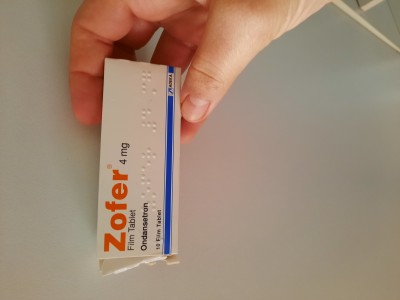 Zofer® 4 mg
Film Tablet
Ondansetron
10 Film Tablet